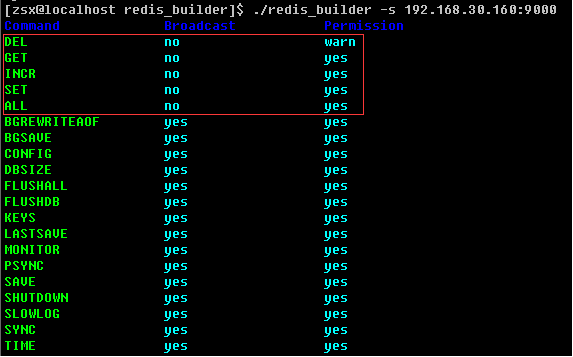 [zsx@localhost redis_builder]$ ./redis_builder -s 192.168.30.160:9000
Command Broadcast Permission
DEL no warn
GET no yes
INCR no yes
SET no yes
ALL no yes
BGREWRITEAOF yes yes
BGSAVE yes yes
CONFIG yes yes
DBSIZE yes yes
FLUSHALL yes yes
FLUSHDB yes yes
KEYS yes yes
LASTSAVE yes yes
MONITOR yes yes
PSYNC yes yes
SAVE yes yes
SHUTDOWN yes yes
SLOWLOG yes yes
SYNC yes yes
TIME yes yes